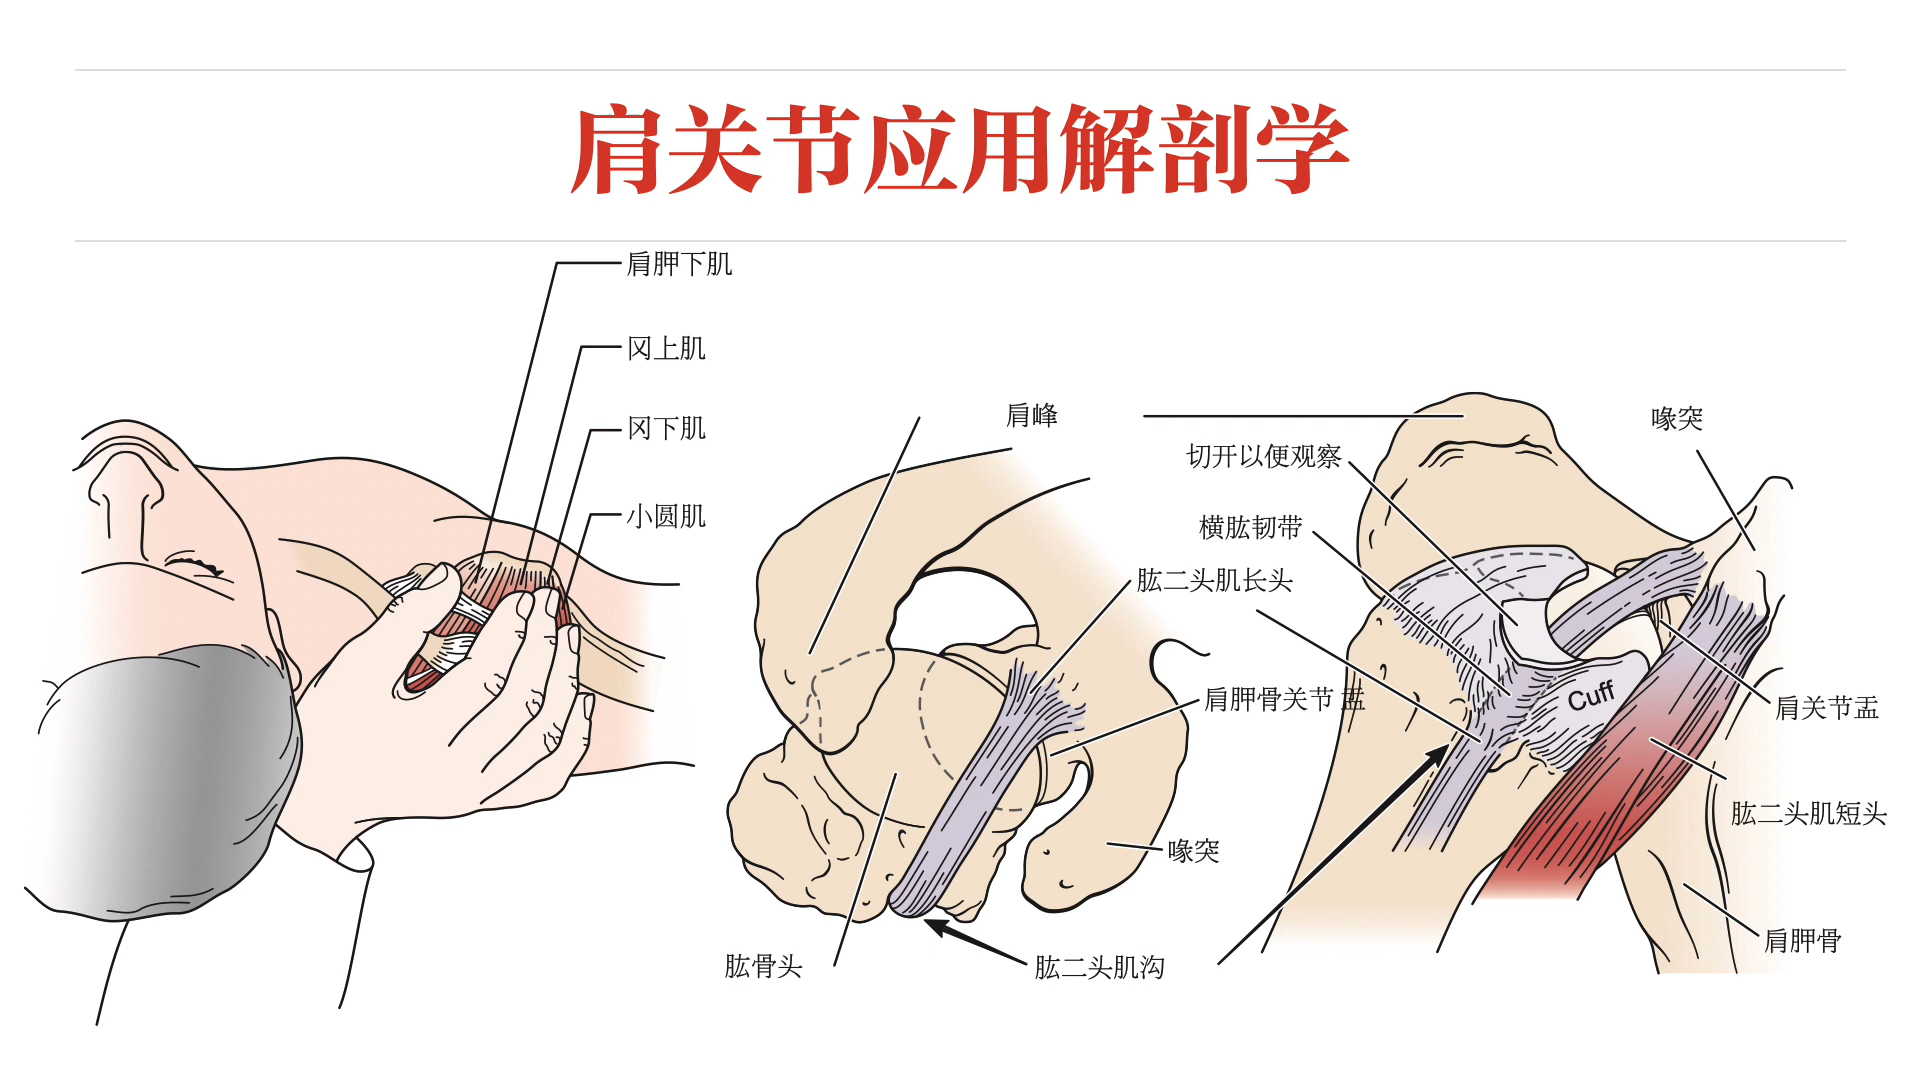 肩关节应用解剖学
肩胛下肌
冈上肌
冈下肌
小圆肌
肩峰
肱二头肌长头
肩胛骨关节 盂
喙突
肱骨头
肱二头肌沟
切开以便观察
横肱韧带
喙突
Cuff
肩关节盂
肱二头肌短头
肩胛骨